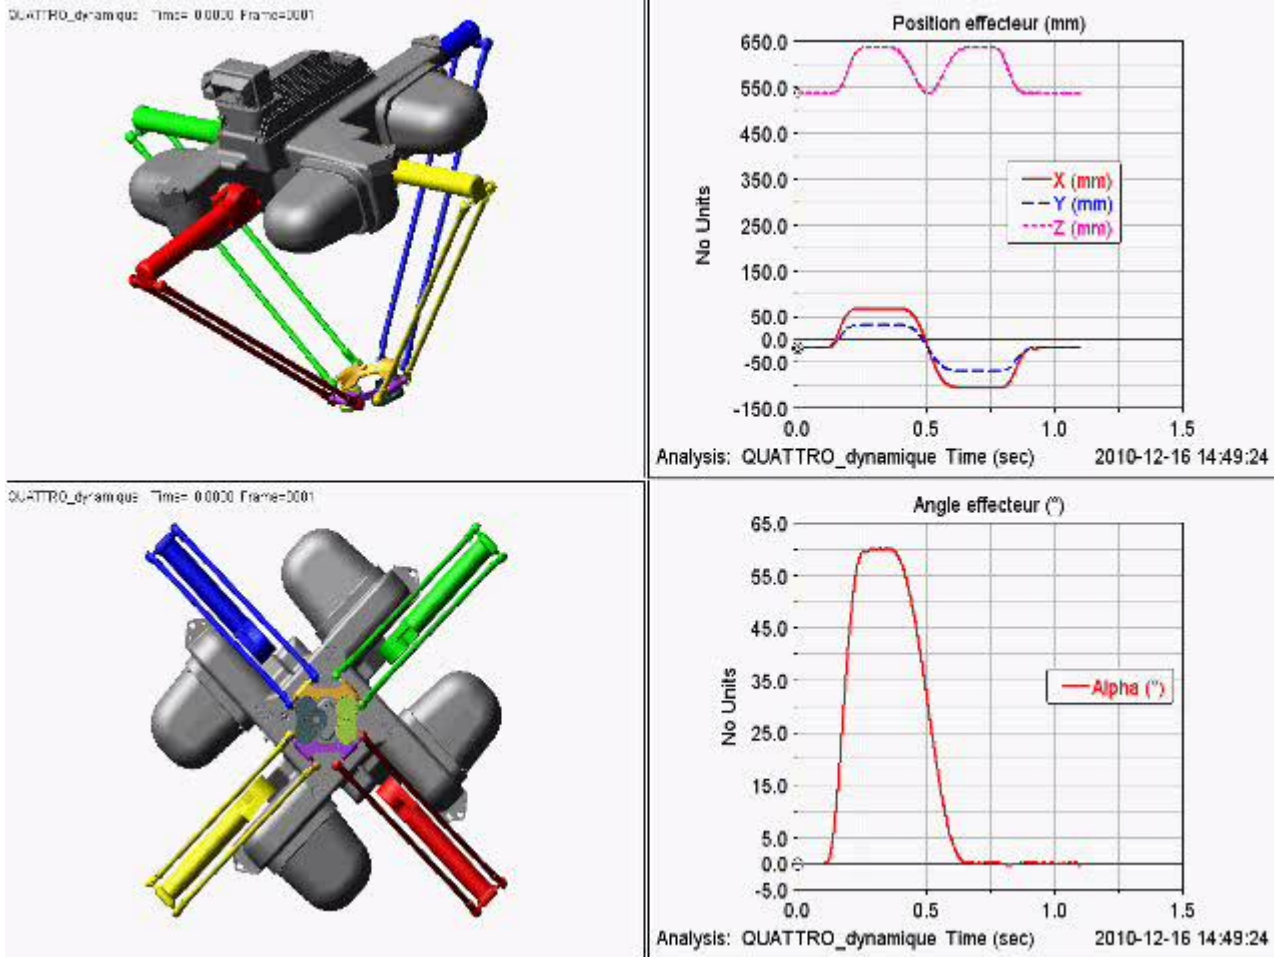 QUATTRO_dynamique Time= 0.0000 Frame=0001
Position effecteur (mm)
650.0
550.0
450.0
350.0
250.0
150.0
50.0
0.0
-50.0
-150.0
No Units
X (mm)
Y (mm)
Z (mm)
0.0 0.5 1.0 1.5
Analysis: QUATTRO_dynamique Time (sec) 2010-12-16 14:49:24
QUATTRO_dynamique Time= 0.0000 Frame=0001
Angle effecteur (°)
65.0
55.0
45.0
35.0
25.0
15.0
5.0
0.0
-5.0
No Units
Alpha (°)
0.0 0.5 1.0 1.5
Analysis: QUATTRO_dynamique Time (sec) 2010-12-16 14:49:24